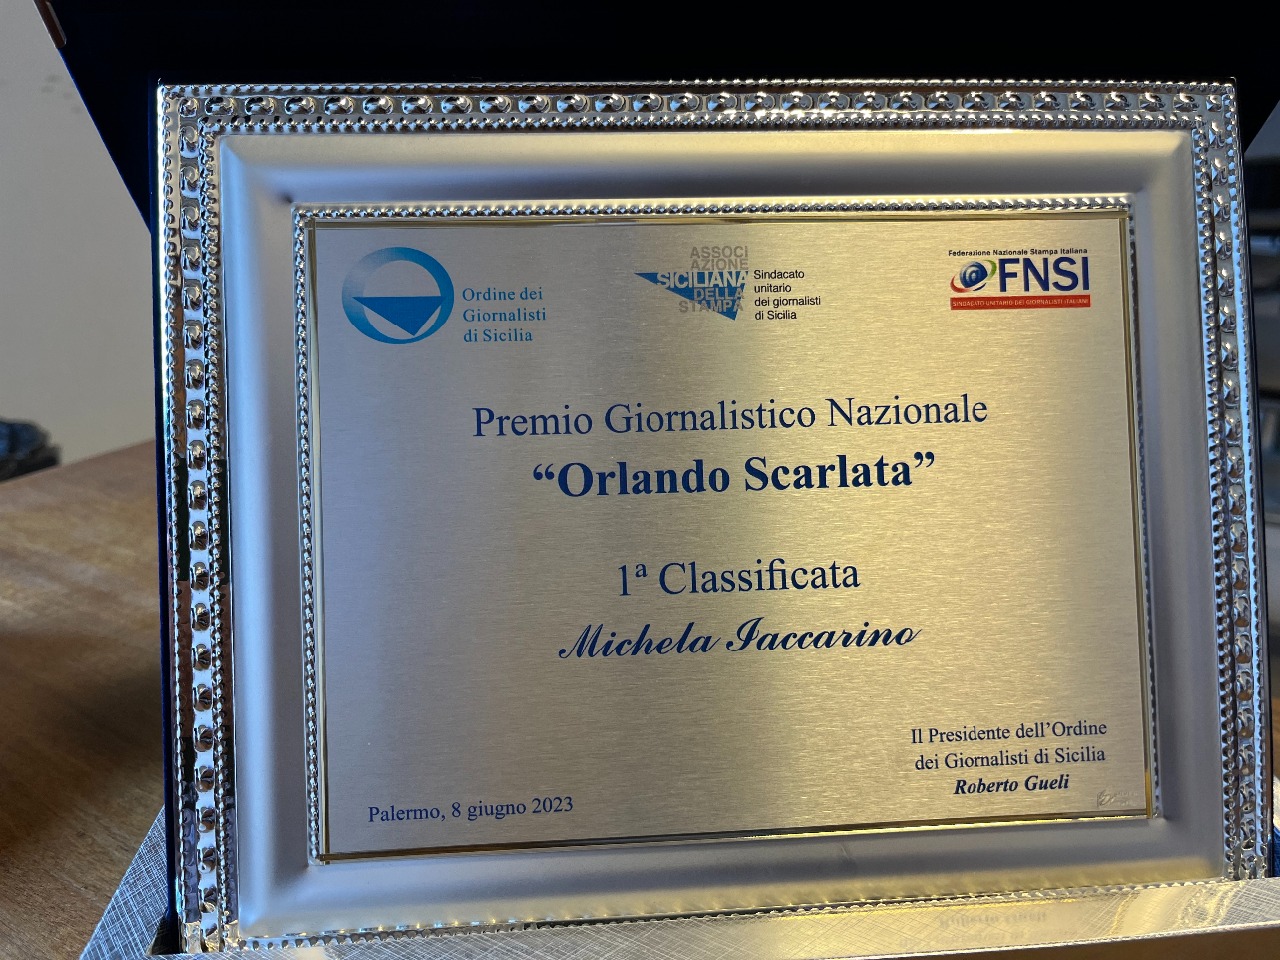 Ordine dei
Giornalisti
di Sicilia
ASSOCI
AZIONE
SICILIANA
DELLA
STAMPA
Sindacato
unitario
dei giornalisti
di Sicilia
Federazione Nazionale Stampa Italiana
FNSI
SINDACATO UNITARIO DEI GIORNALISTI ITALIANI
Premio Giornalistico Nazionale
“Orlando Scarlata”
1ª Classificata
Michela Iaccarino
Il Presidente dell’Ordine
dei Giornalisti di Sicilia
Roberto Gueli
Palermo, 8 giugno 2023